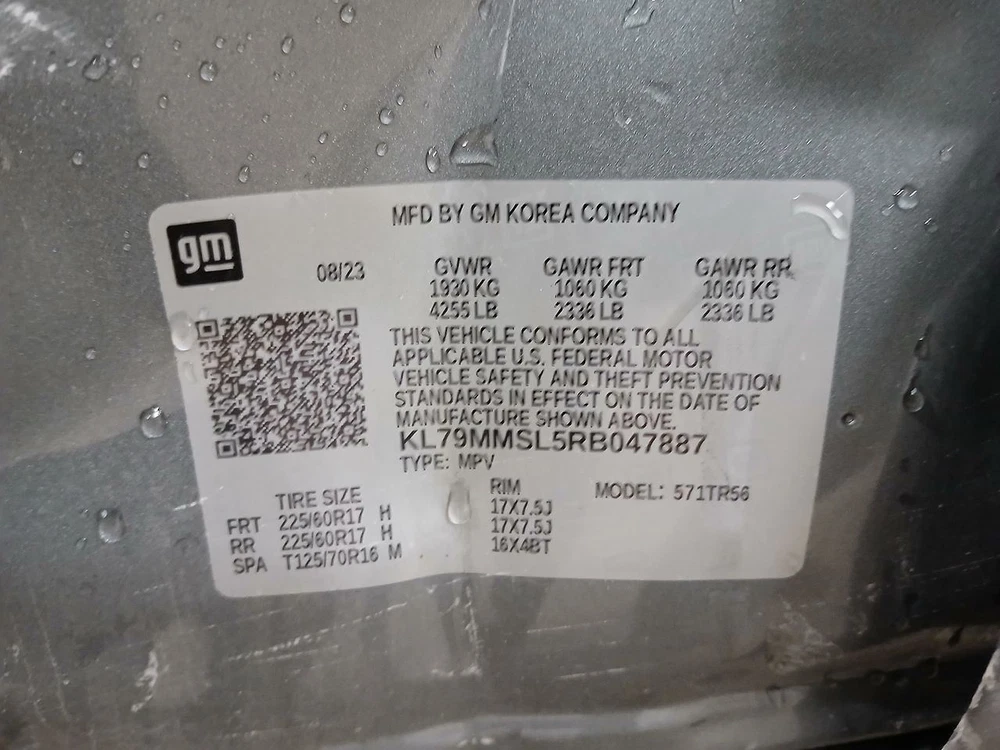 MFD BY GM KOREA COMPANY
gm
08/23
GVWR GAWR FRT GAWR RR
1930 KG 1060 KG 1060 KG
4255 LB 2336 LB 2336 LB
THIS VEHICLE CONFORMS TO ALL
APPLICABLE U.S. FEDERAL MOTOR
VEHICLE SAFETY AND THEFT PREVENTION
STANDARDS IN EFFECT ON THE DATE OF
MANUFACTURE SHOWN ABOVE.
KL79MMSL5RB047887
TYPE: MPV
TIRE SIZE RIM MODEL: 571TR56
FRT 225/60R17 H 17X7.5J
RR 225/60R17 H 17X7.5J
SPA T125/70R16 M 16X4BT